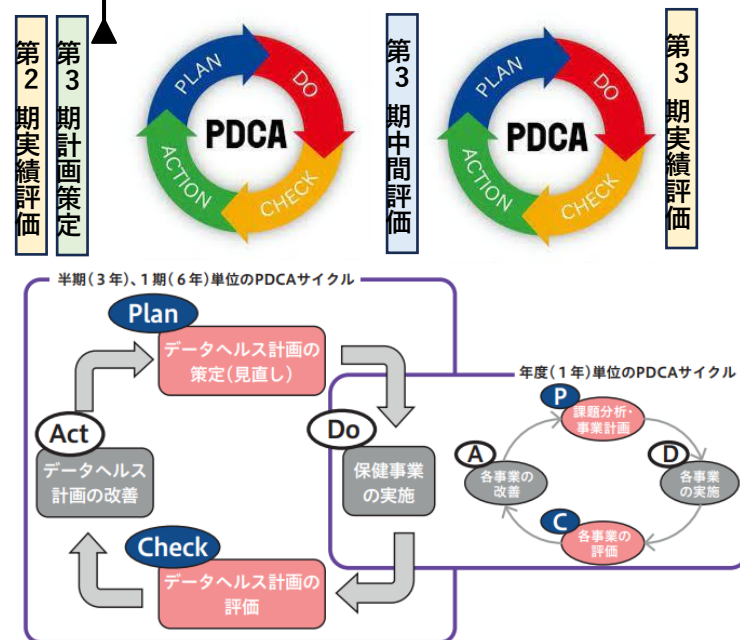 第2期実績評価
第3期計画策定
PLAN
DO
CHECK
ACTION
PDCA
第3期中間評価
PLAN
DO
CHECK
ACTION
PDCA
第3期実績評価
半期(3年)、1期(6年)単位のPDCAサイクル
Plan
データヘルス計画の
策定(見直し)
Do
保健事業
の実施
Check
データヘルス計画の
評価
Act
データヘルス
計画の改善
年度(1年)単位のPDCAサイクル
P
課題分析・
事業計画
D
各事業
の実施
C
各事業の
評価
A
各事業の
改善